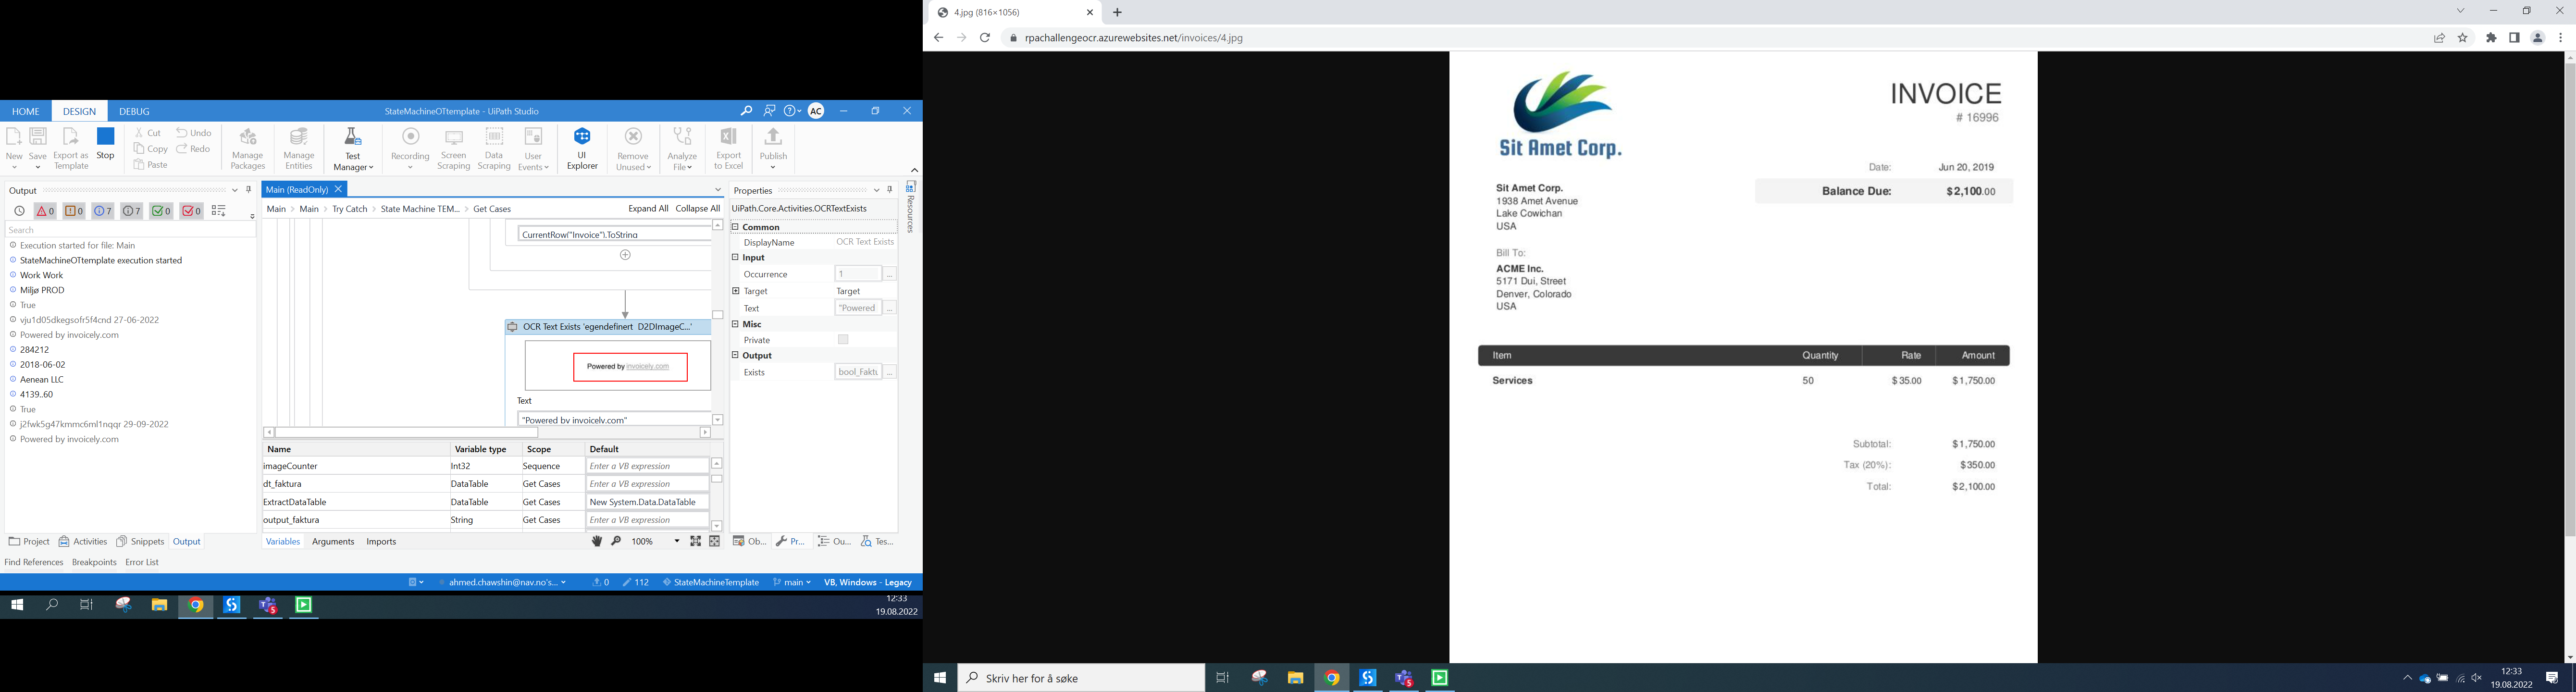 HOME DESIGN DEBUG StateMachineOTtemplate - UiPath Studio AC
New Save Export as Template Stop Cut Copy Paste Undo Redo Manage Packages Manage Entities Test Manager Recording Screen Scraping Data Scraping User Events UI Explorer Remove Unused Analyze File Export to Excel Publish
Output
0 0 7 7 0 0
Search
Execution started for file: Main
StateMachineOTtemplate execution started
Work Work
Miljø PROD
True
vju1d05dkegsofr5f4cnd 27-06-2022
Powered by invoicely.com
284212
2018-06-02
Aenean LLC
4139..60
True
j2fwk5g47kmmc6ml1nqqr 29-09-2022
Powered by invoicely.com
Project Activities Snippets Output
Find References Breakpoints Error List
Main (ReadOnly)
Main > Main > Try Catch > State Machine TEM... > Get Cases Expand All Collapse All
CurrentRow("Invoice").ToString
OCR Text Exists 'egendefinert D2DImageC...'
Powered by invoicely.com
Text
"Powered by invoicely.com"
Name Variable type Scope Default
imageCounter Int32 Sequence Enter a VB expression
dt_faktura DataTable Get Cases Enter a VB expression
ExtractDataTable DataTable Get Cases New System.Data.DataTable
output_faktura String Get Cases Enter a VB expression
Variables Arguments Imports 100%
Properties
UiPath.Core.Activities.OCRTextExists
Common
DisplayName OCR Text Exists
Input
Occurrence 1 ...
Target Target
Text "Powered ...
Misc
Private
Output
Exists bool_Faktu ...
Ob... Pr... Ou... Tes...
Resources
ahmed.chawshin@nav.no's... 0 112 StateMachineTemplate main VB, Windows - Legacy
12:33
19.08.2022
4.jpg (816×1056)
rpachallengeocr.azurewebsites.net/invoices/4.jpg
Sit Amet Corp.
INVOICE
# 16996
Date: Jun 20, 2019
Balance Due: $2,100.00
Sit Amet Corp.
1938 Amet Avenue
Lake Cowichan
USA
Bill To:
ACME Inc.
5171 Dui, Street
Denver, Colorado
USA
Item Quantity Rate Amount
Services 50 $35.00 $1,750.00
Subtotal: $1,750.00
Tax (20%): $350.00
Total: $2,100.00
Skriv her for å søke
12:33
19.08.2022